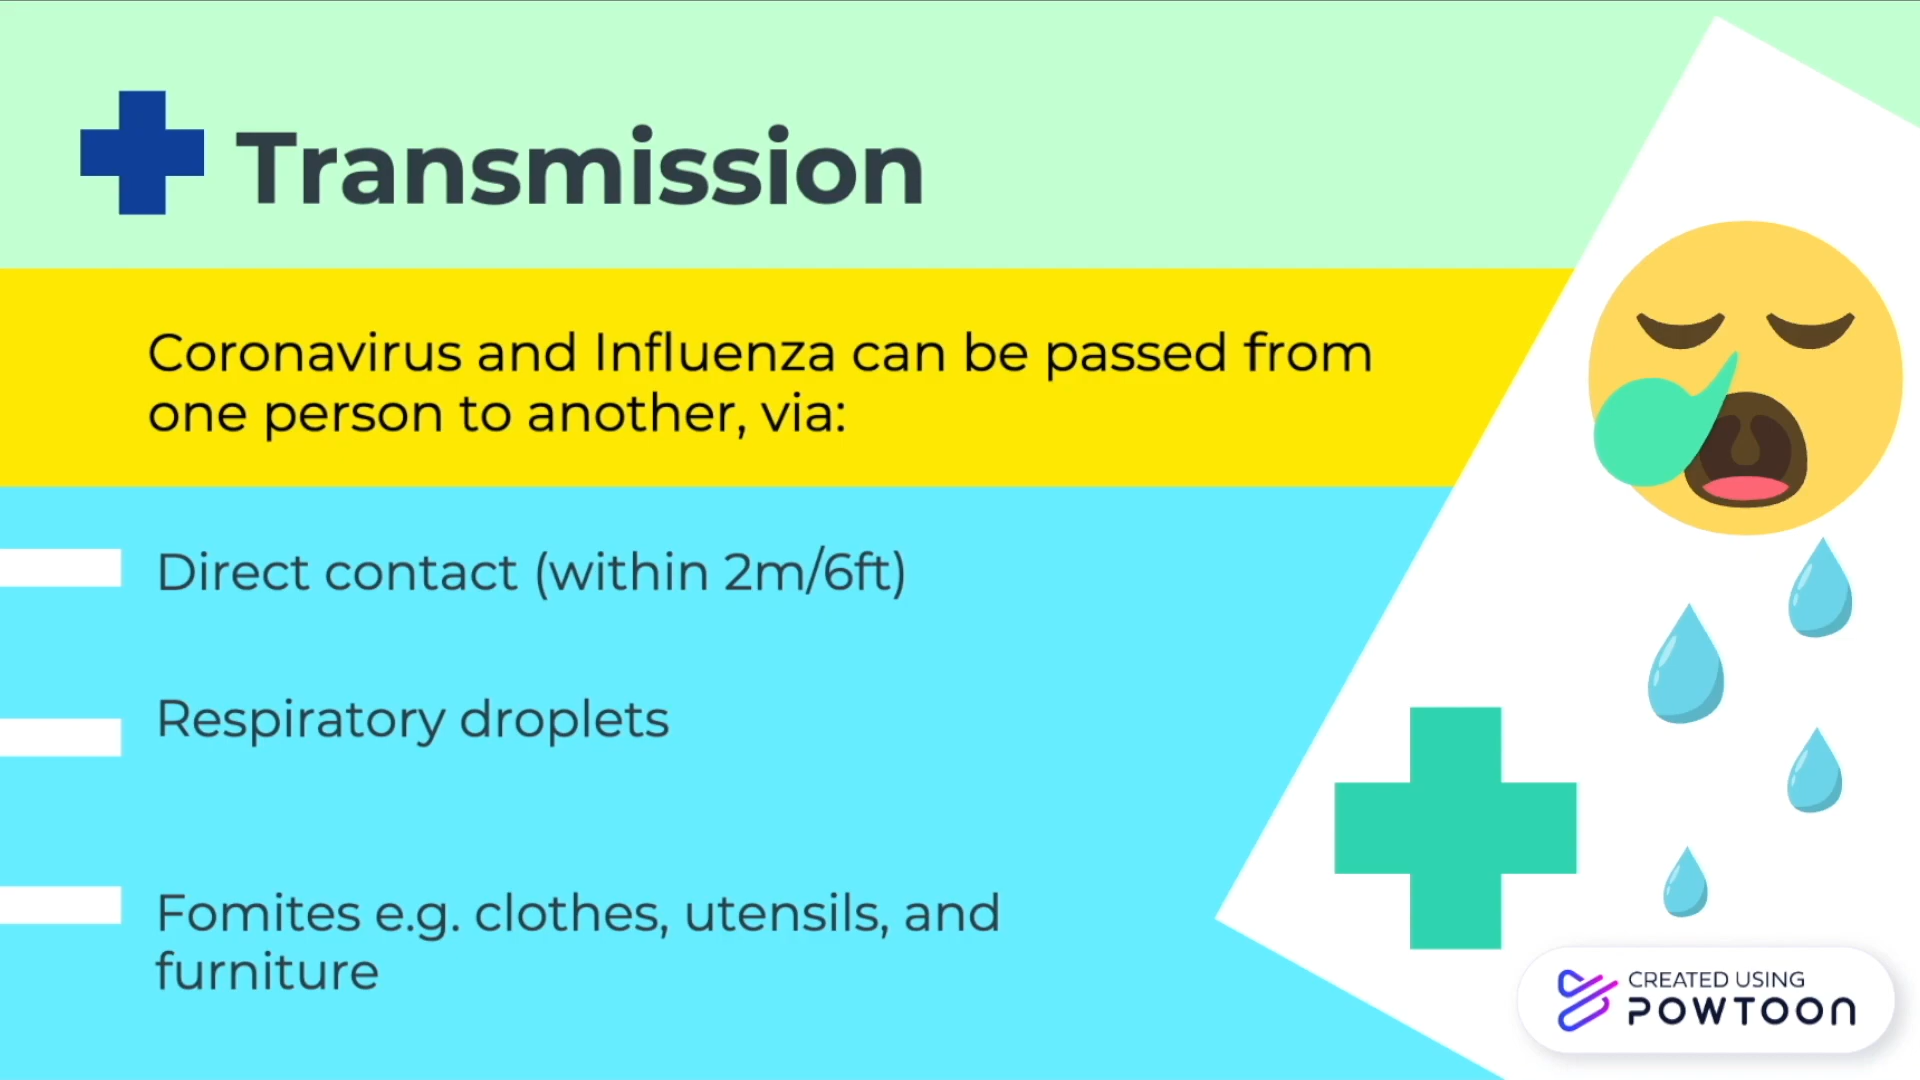 Transmission
Coronavirus and Influenza can be passed from
one person to another, via:
Direct contact (within 2m/6ft)
Respiratory droplets
Fomites e.g. clothes, utensils, and
furniture
CREATED USING
POWTOON